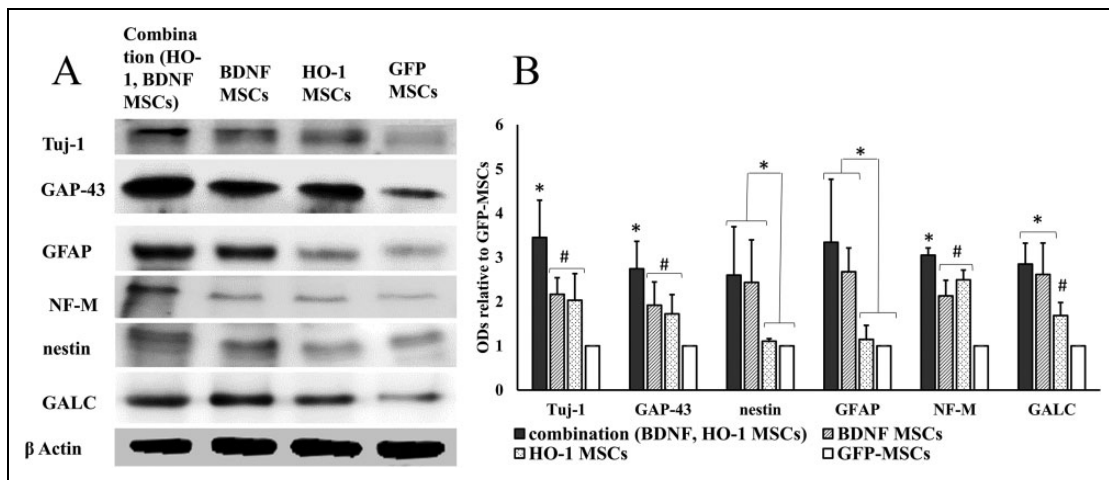 A
Combina
tion (HO-
1, BDNF
MSCs)
BDNF
MSCs
HO-1
MSCs
GFP
MSCs
Tuj-1
GAP-43
GFAP
NF-M
nestin
GALC
β Actin
B
ODs relative to GFP-MSCs
6
5
4
3
2
1
0
*
#
*
#
*
*
*
#
*
#
Tuj-1
GAP-43
nestin
GFAP
NF-M
GALC
combination (BDNF, HO-1 MSCs)
BDNF MSCs
HO-1 MSCs
GFP-MSCs